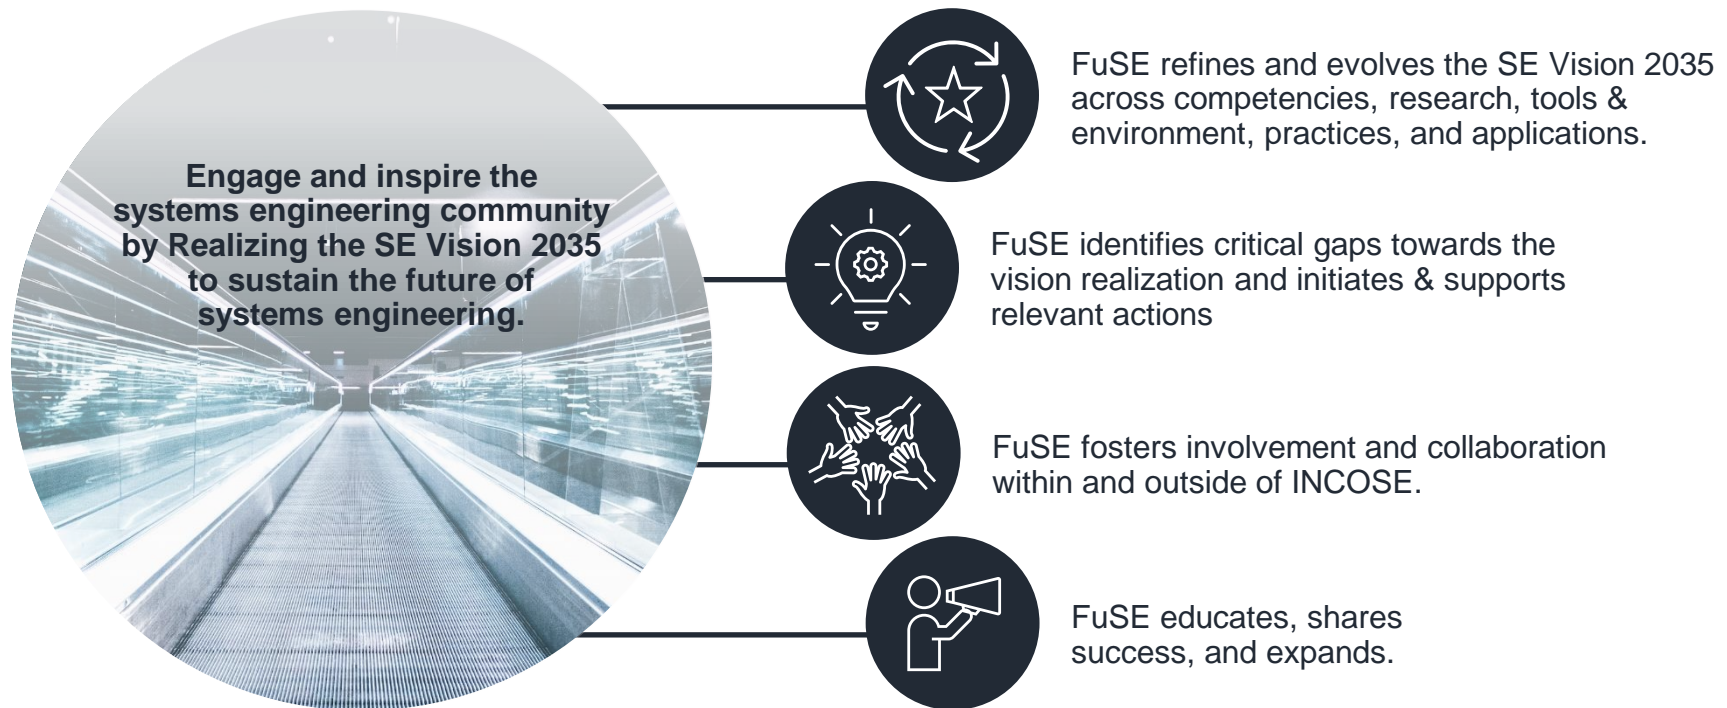 Engage and inspire the
systems engineering community
by Realizing the SE Vision 2035
to sustain the future of
systems engineering.
FuSE refines and evolves the SE Vision 2035
across competencies, research, tools &
environment, practices, and applications.
FuSE identifies critical gaps towards the
vision realization and initiates & supports
relevant actions
FuSE fosters involvement and collaboration
within and outside of INCOSE.
FuSE educates, shares
success, and expands.